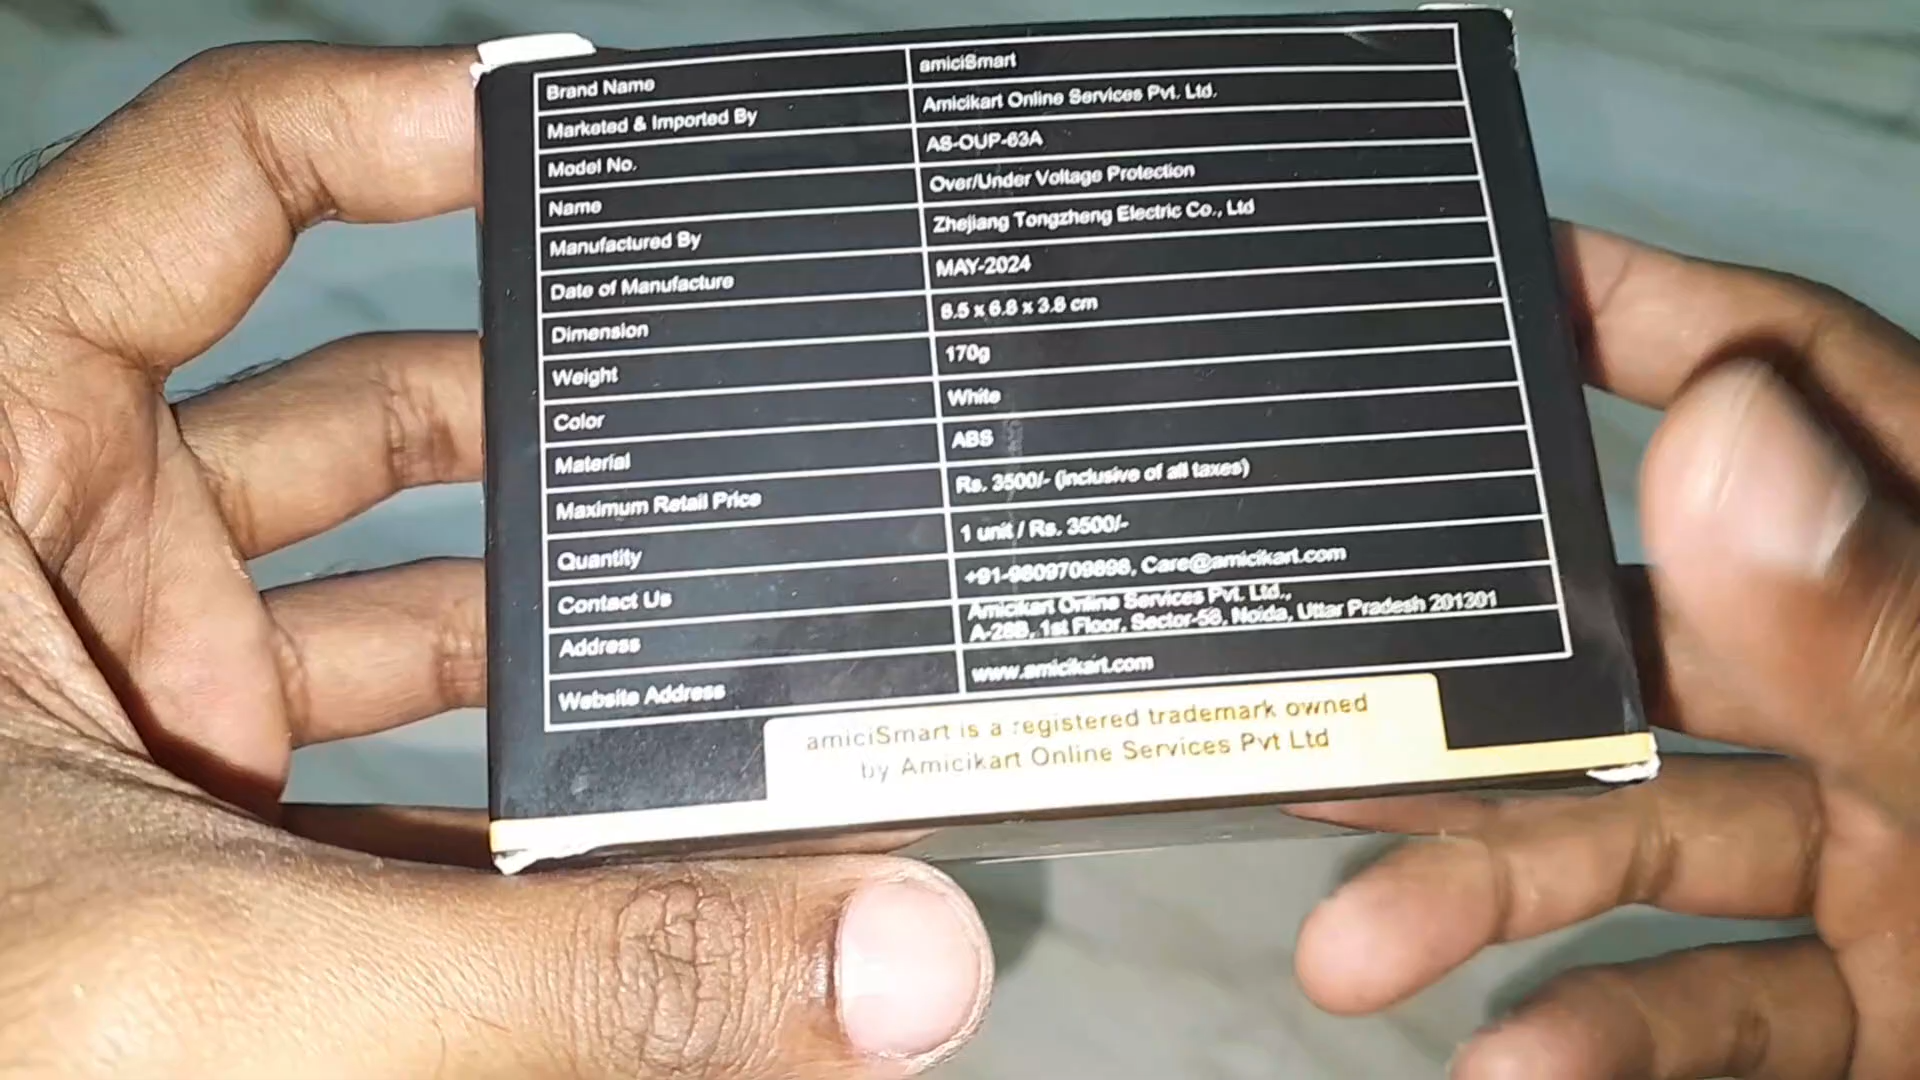 Brand Name amiciSmart
Marketed & Imported By Amicikart Online Services Pvt. Ltd.
Model No. AS-OUP-63A
Name Over/Under Voltage Protection
Manufactured By Zhejiang Tongzheng Electric Co., Ltd
Date of Manufacture MAY-2024
Dimension 8.5 x 6.8 x 3.8 cm
Weight 170g
Color White
Material ABS
Maximum Retail Price Rs. 3500/- (inclusive of all taxes)
Quantity 1 unit / Rs. 3500/-
Contact Us Care@amicikart.com
Address Amicikart Online Services Pvt. Ltd.,
1st Floor, Noida, Uttar Pradesh 201301
Website Address www.amicikart.com
amiciSmart is a registered trademark owned
by Amicikart Online Services Pvt Ltd